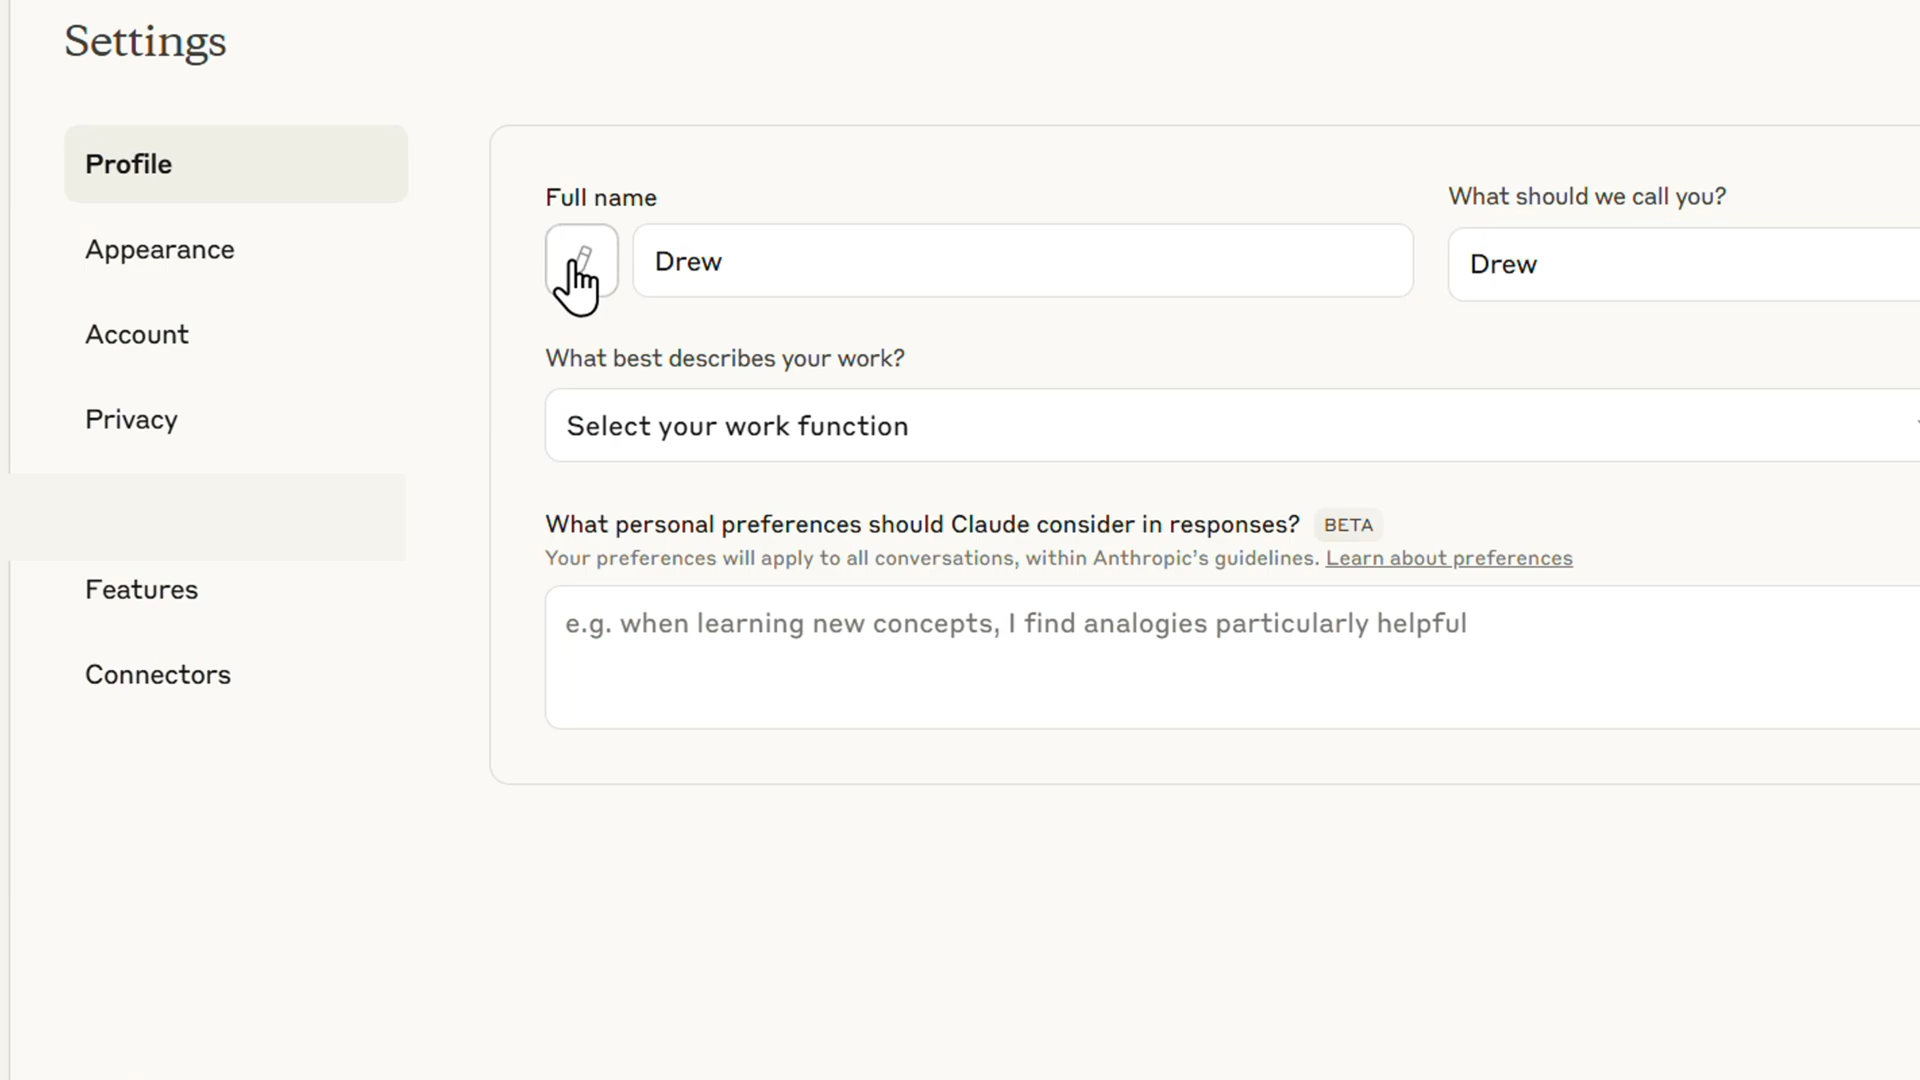 Settings
Profile
Appearance
Account
Privacy
Features
Connectors
Full name
Drew
What should we call you?
Drew
What best describes your work?
Select your work function
What personal preferences should Claude consider in responses? BETA
Your preferences will apply to all conversations, within Anthropic’s guidelines. Learn about preferences
e.g. when learning new concepts, I find analogies particularly helpful